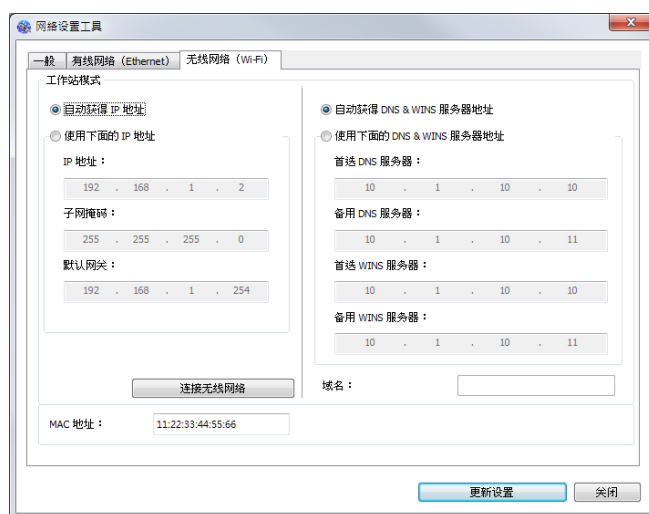 网络设置工具
一般 有线网络（Ethernet） 无线网络（Wi-Fi）
工作站模式
自动获得 IP 地址
使用下面的 IP 地址
IP 地址：
192 . 168 . 1 . 2
子网掩码：
255 . 255 . 255 . 0
默认网关：
192 . 168 . 1 . 254
连接无线网络
自动获得 DNS & WINS 服务器地址
使用下面的 DNS & WINS 服务器地址
首选 DNS 服务器：
10 . 1 . 10 . 10
备用 DNS 服务器：
10 . 1 . 10 . 11
首选 WINS 服务器：
10 . 1 . 10 . 10
备用 WINS 服务器：
10 . 1 . 10 . 11
域名：
MAC 地址： 11:22:33:44:55:66
更新设置 关闭